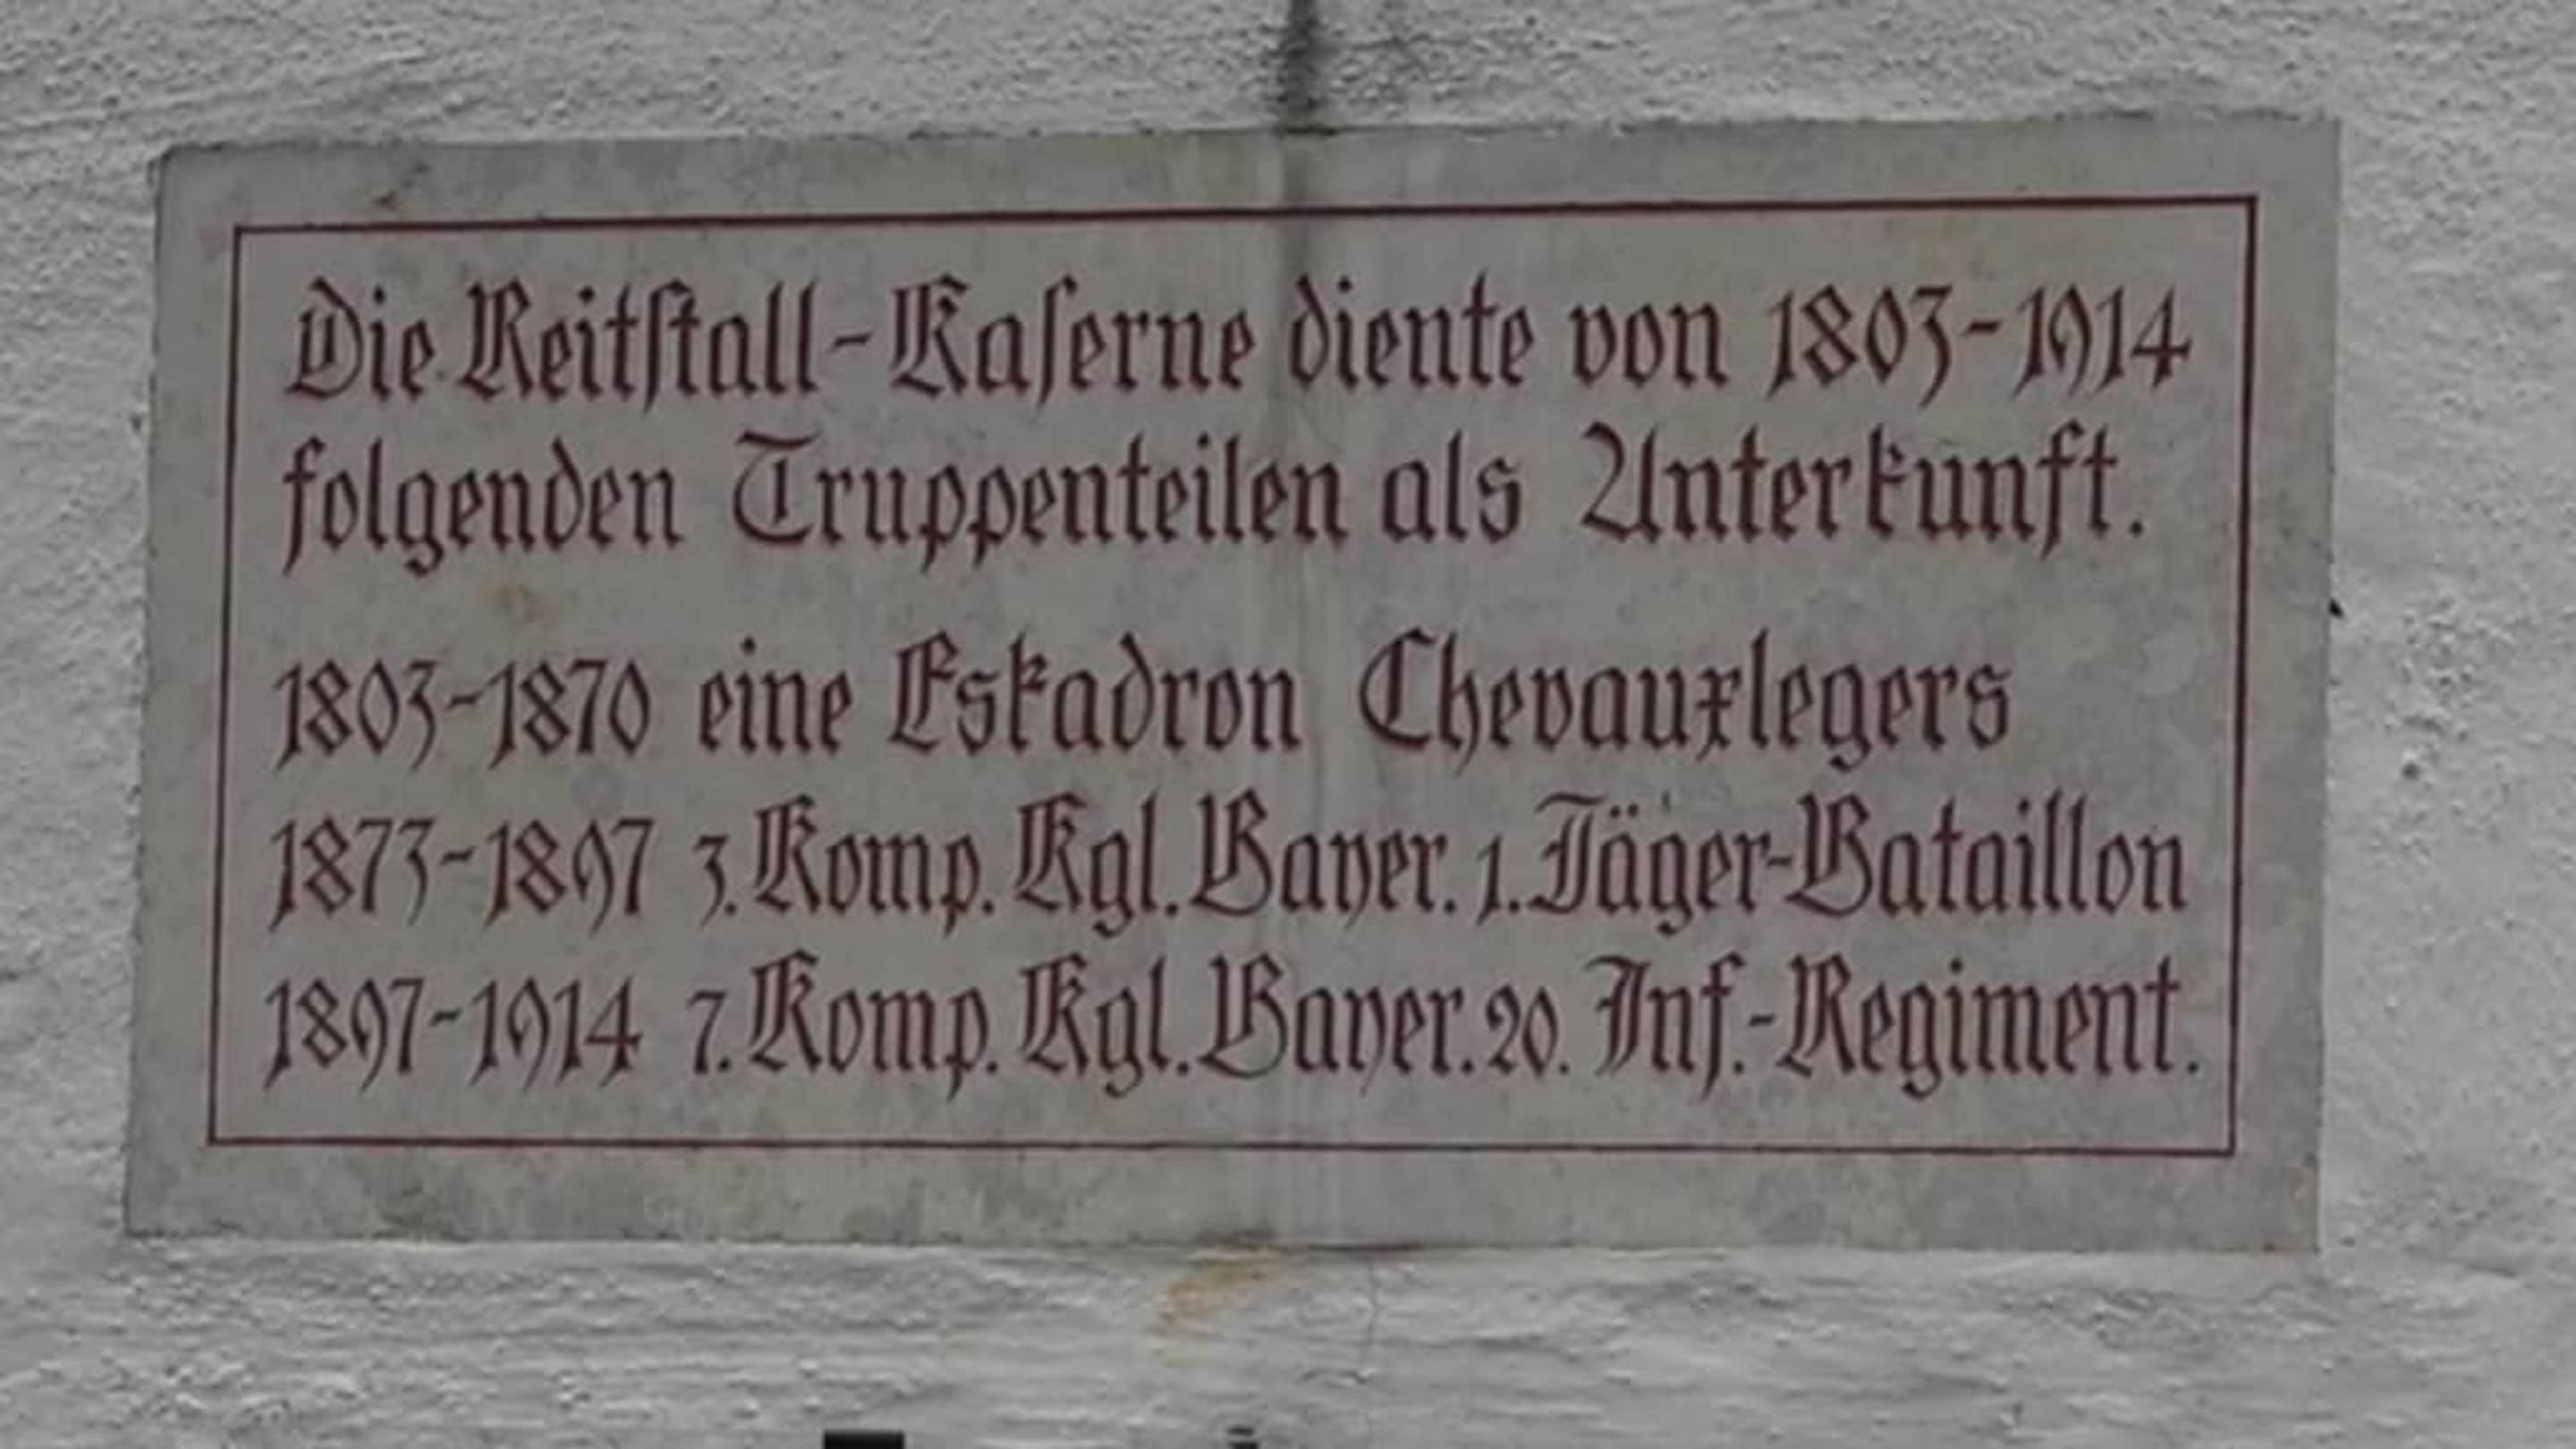 Die Reitſtall-Kaſerne diente von 1803-1914
folgenden Truppenteilen als Unterkunft.
1803-1870 eine Eskadron Chevauxlegers
1873-1897 3. Komp. Kgl. Bayer. 1. Jäger-Bataillon
1897-1914 7. Komp. Kgl. Bayer. 20. Inf.-Regiment.